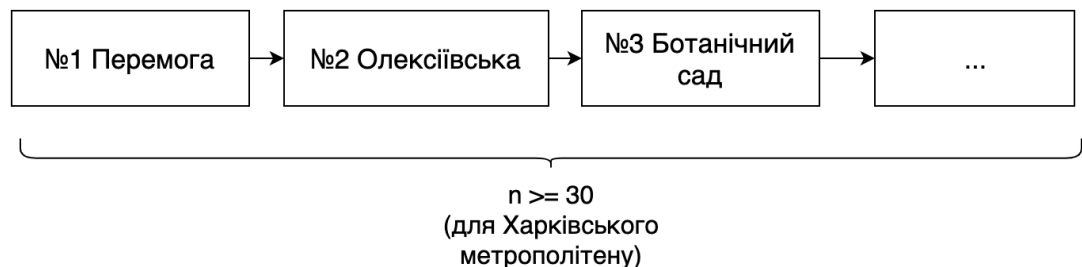 №1 Перемога
№2 Олексіївська
№3 Ботанічний
сад
...
n >= 30
(для Харківського
метрополітену)